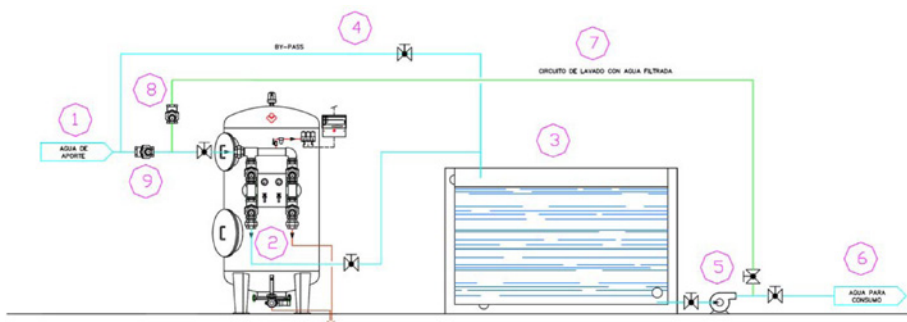 4
7
BY-PASS
CIRCUITO DE LAVADO CON AGUA FILTRADA
8
1
AGUA DE
APORTE
9
3
2
5
6
AGUA PARA
CONSUMO